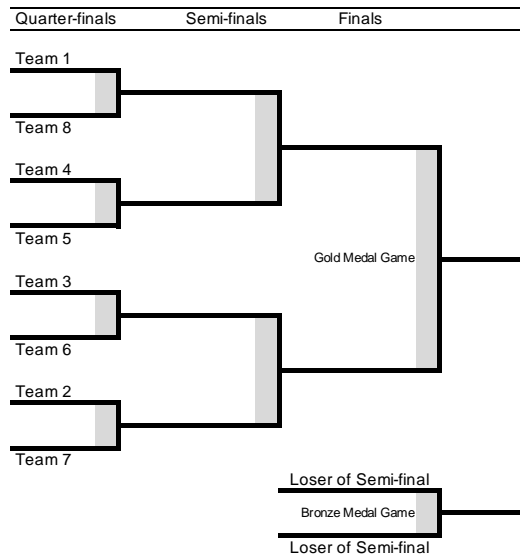 Quarter-finals Semi-finals Finals
Team 1
Team 8
Team 4
Team 5
Gold Medal Game
Team 3
Team 6
Team 2
Team 7
Loser of Semi-final
Bronze Medal Game
Loser of Semi-final